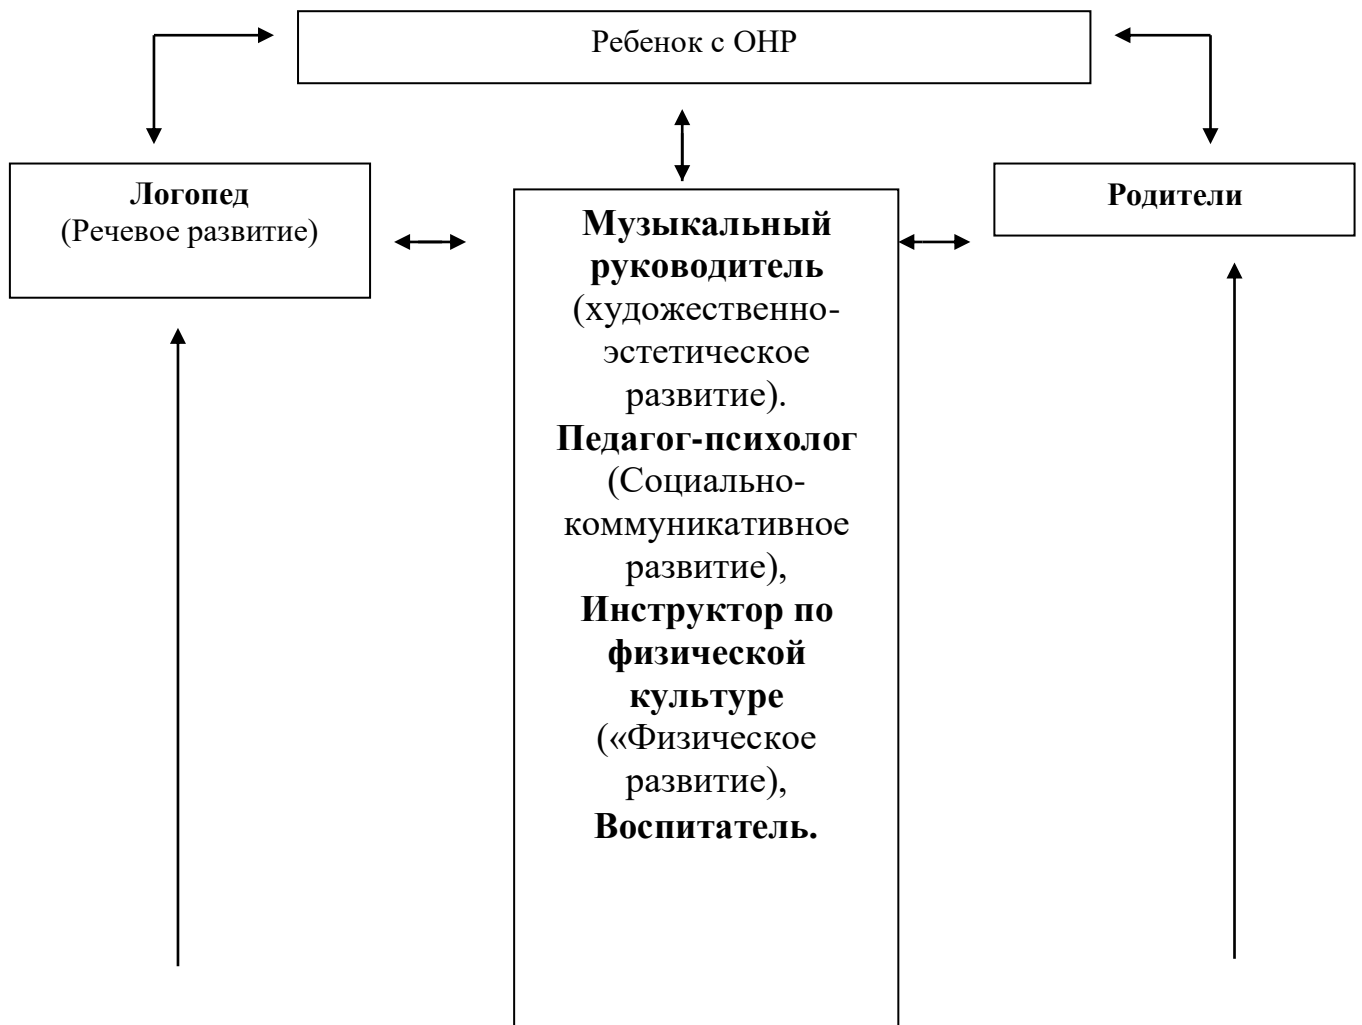 Ребенок с ОНР
Логопед
(Речевое развитие)
Музыкальный
руководитель
(художественно-
эстетическое
развитие).
Педагог-психолог
(Социально-
коммуникативное
развитие),
Инструктор по
физической
культуре
(«Физическое
развитие),
Воспитатель.
Родители